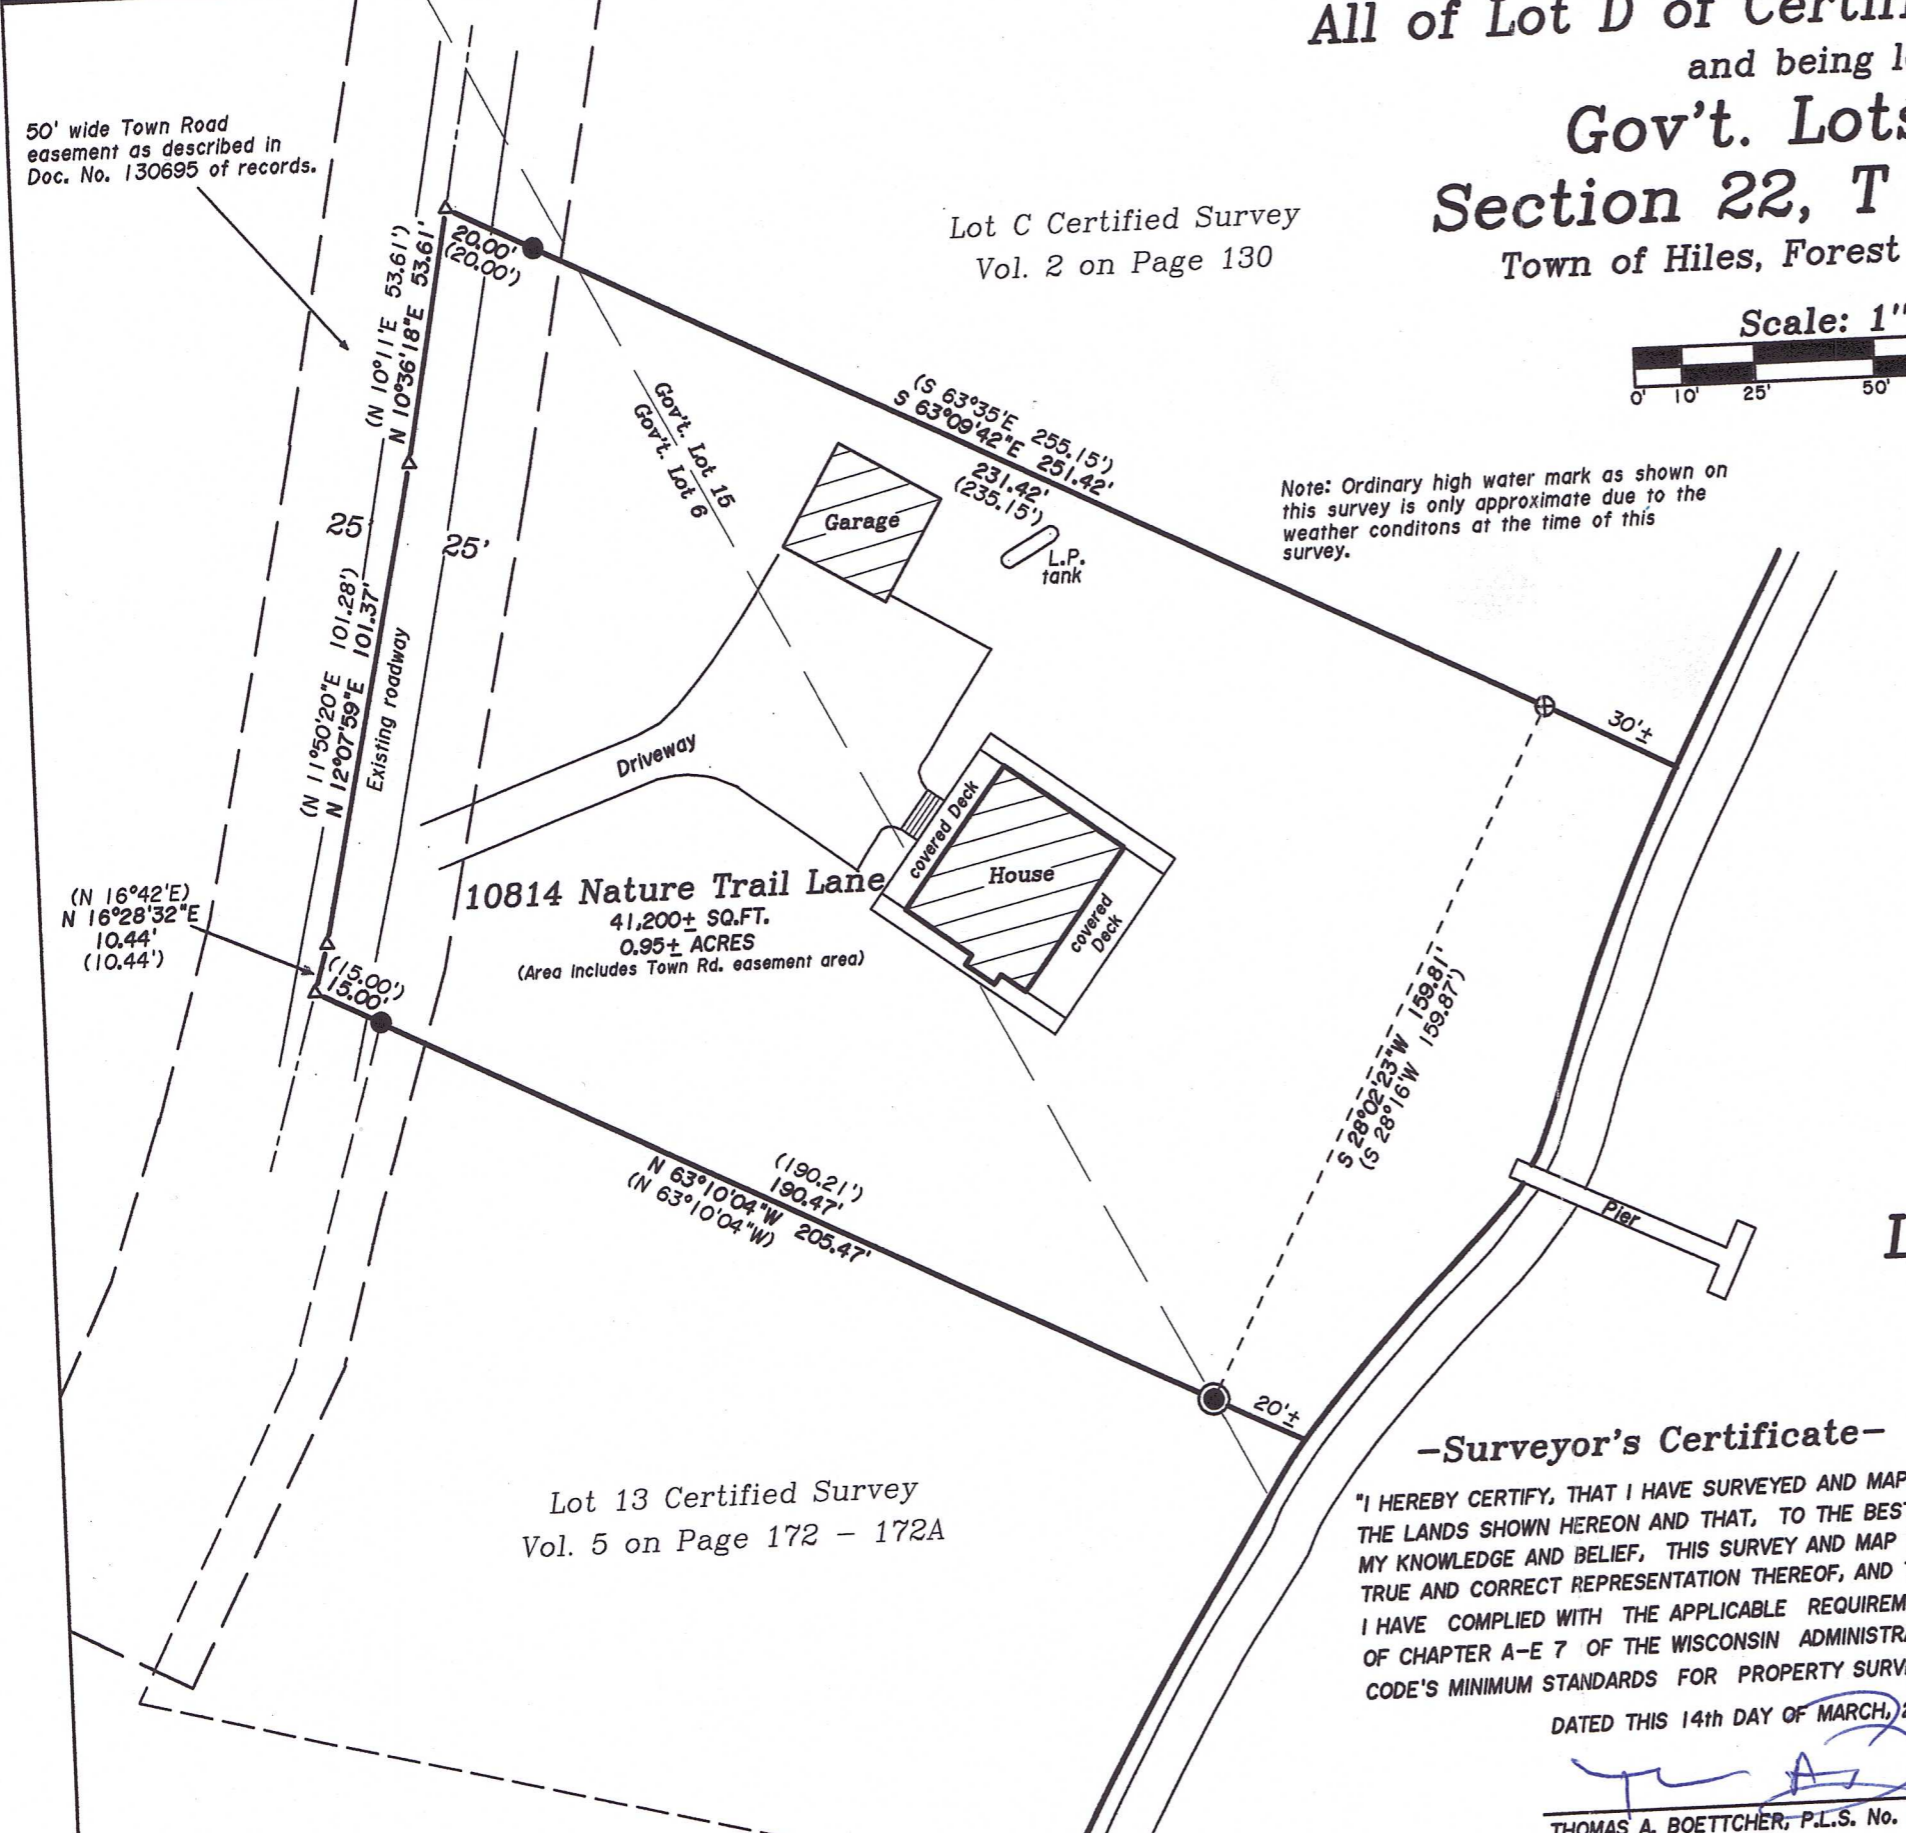 All of Lot D of
and being
Gov't. Lots
Section 22, T
Town of Hiles, Forest
Scale: 1"
0' 10' 25' 50'
50' wide Town Road
easement as described in
Doc. No. 130695 of records.
Lot C Certified Survey
Vol. 2 on Page 130
20.00'
(20.00')
(N 10°11'E 53.61')
N 10°36'18"E 53.61'
Gov't. Lot 15
Gov't. Lot 6
(S 63°35'E 255.15')
S 63°09'42"E 251.42'
231.42'
(235.15')
Note: Ordinary high water mark as shown on
this survey is only approximate due to the
weather conditons at the time of this
survey.
Garage
L.P.
tank
25
25'
(N 11°50'20"E 101.28')
N 12°07'59"E 101.37'
Existing roadway
30'±
Driveway
covered Deck
House
covered
Deck
10814 Nature Trail Lane
41,200± SQ.FT.
0.95± ACRES
(Area includes Town Rd. easement area)
(N 16°42'E)
N 16°28'32"E
10.44'
(10.44')
(15.00')
15.00'
S 28°02'23"W 159.81'
(S 28°16'W 159.87')
(190.21')
190.47'
N 63°10'04"W 205.47'
(N 63°10'04"W)
Pier
L
20'±
Lot 13 Certified Survey
Vol. 5 on Page 172 - 172A
-Surveyor's Certificate-
"I HEREBY CERTIFY, THAT I HAVE SURVEYED AND MAP
THE LANDS SHOWN HEREON AND THAT, TO THE BES
MY KNOWLEDGE AND BELIEF, THIS SURVEY AND MAP
TRUE AND CORRECT REPRESENTATION THEREOF, AND
I HAVE COMPLIED WITH THE APPLICABLE REQUIREM
OF CHAPTER A-E 7 OF THE WISCONSIN ADMINISTR
CODE'S MINIMUM STANDARDS FOR PROPERTY SURV
DATED THIS 14th DAY OF MARCH, 2
THOMAS A. BOETTCHER, P.L.S. No.